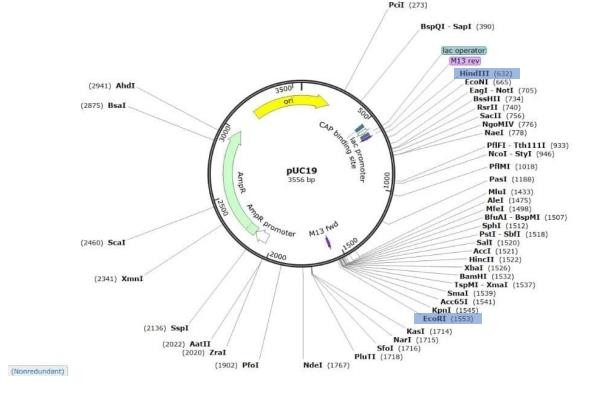 PciI (273)
BspQI - SapI (390)
lac operator
M13 rev
HindIII (632)
EcoNI (665)
EagI - NotI (705)
BssHII (734)
RsrII (740)
SacII (756)
NgoMIV (776)
NaeI (778)
PflFI - Tth111I (933)
NcoI - StyI (946)
PflMI (1018)
PasI (1188)
MluI (1433)
AleI (1475)
MfeI (1498)
BfuAI - BspMI (1507)
SphI (1512)
PstI - SbfI (1518)
SalI (1520)
AccI (1521)
HincII (1522)
XbaI (1526)
BamHI (1532)
TspMI - XmaI (1537)
SmaI (1539)
Acc65I (1541)
KpnI (1545)
EcoRI (1553)
KasI (1714)
NarI (1715)
SfoI (1716)
PluTI (1718)
NdeI (1767)
(1902) PfoI
(2020) ZraI
(2022) AatII
(2136) SspI
(2341) XmnI
(2460) ScaI
(2875) BsaI
(2941) AhdI
3500
500
1000
1500
2000
2500
3000
ori
CAP binding site
lac promoter
pUC19
3556 bp
AmpR
AmpR promoter
M13 fwd
(Nonredundant)